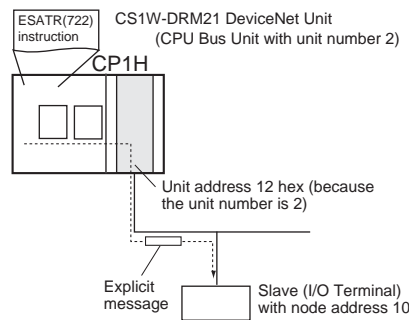 ESATR(722)
instruction
CS1W-DRM21 DeviceNet Unit
(CPU Bus Unit with unit number 2)
CP1H
Unit address 12 hex (because
the unit number is 2)
Explicit
message
Slave (I/O Terminal)
with node address 10